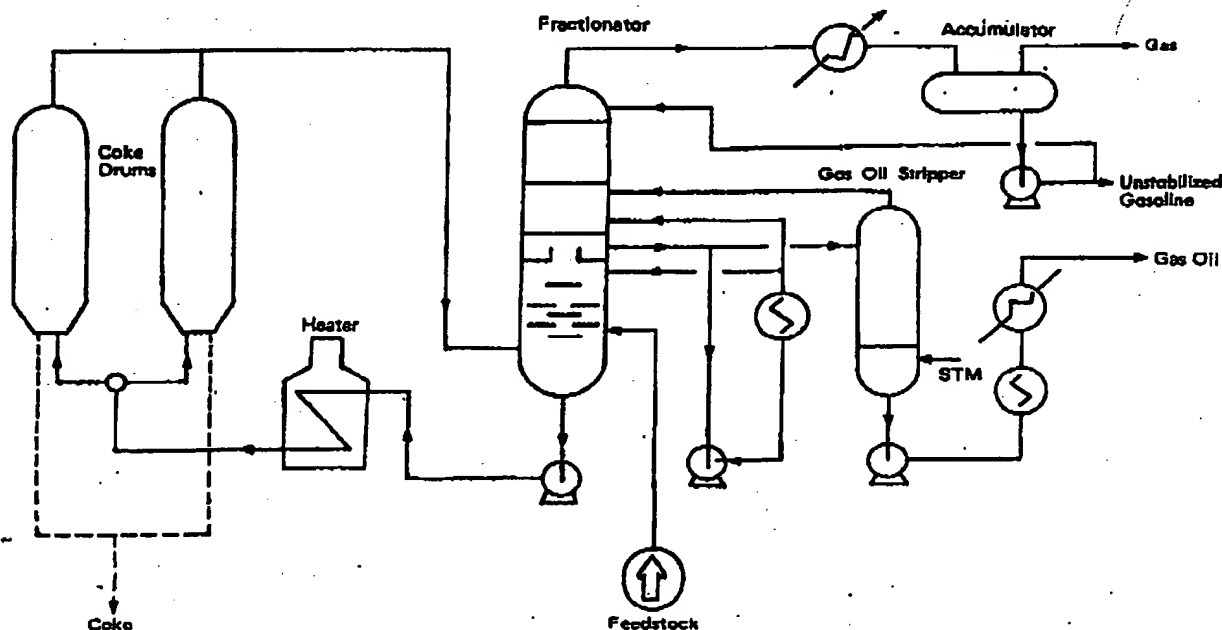 Fractionator
Accumulator
Gas
Coke
Drums
Gas Oil Stripper
Unstabilized
Gasoline
Gas Oil
Heater
STM
Feedstock
Coke